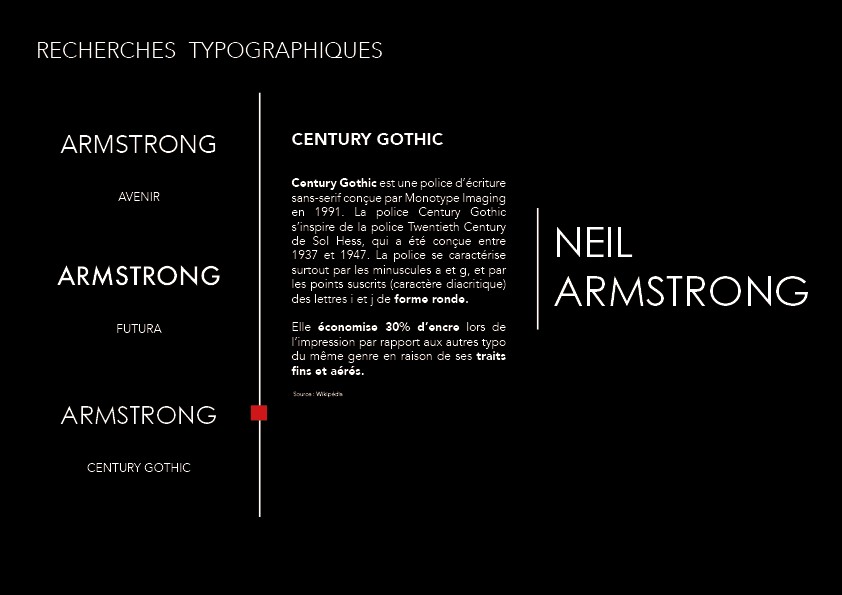 RECHERCHES TYPOGRAPHIQUES
ARMSTRONG
AVENIR
ARMSTRONG
FUTURA
ARMSTRONG
CENTURY GOTHIC
CENTURY GOTHIC
Century Gothic est une police d'écriture
sans-serif conçue par Monotype Imaging
en 1991. La police Century Gothic
s'inspire de la police Twentieth Century
de Sol Hess, qui a été conçue entre
1937 et 1947. La police se caractérise
surtout par les minuscules a et g, et par
les points suscrits (caractère diacritique)
des lettres i et j de forme ronde.
Elle économise 30% d'encre lors de
l'impression par rapport aux autres typo
du même genre en raison de ses traits
fins et aérés.
Source : Wikipédia
NEIL
ARMSTRONG